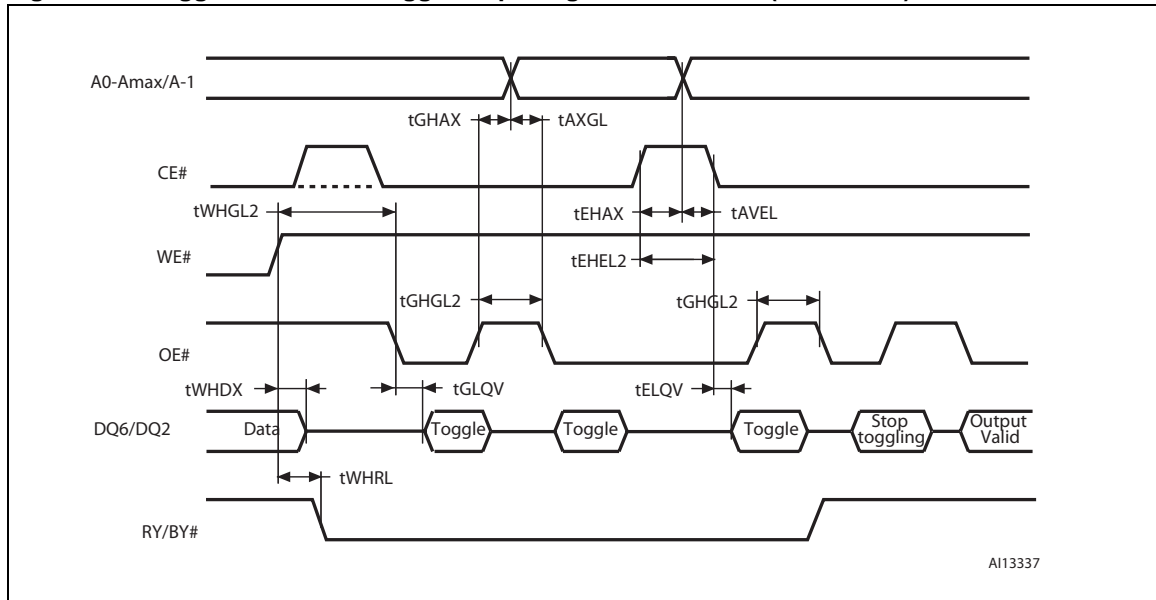 A0-Amax/A-1
tGHAX
tAXGL
CE#
tWHGL2
tEHAX
tAVEL
WE#
tEHEL2
tGHGL2
tGHGL2
OE#
tWHDX
tGLQV
tELQV
DQ6/DQ2
Data
Toggle
Toggle
Toggle
Stop
toggling
Output
Valid
tWHRL
RY/BY#
AI13337